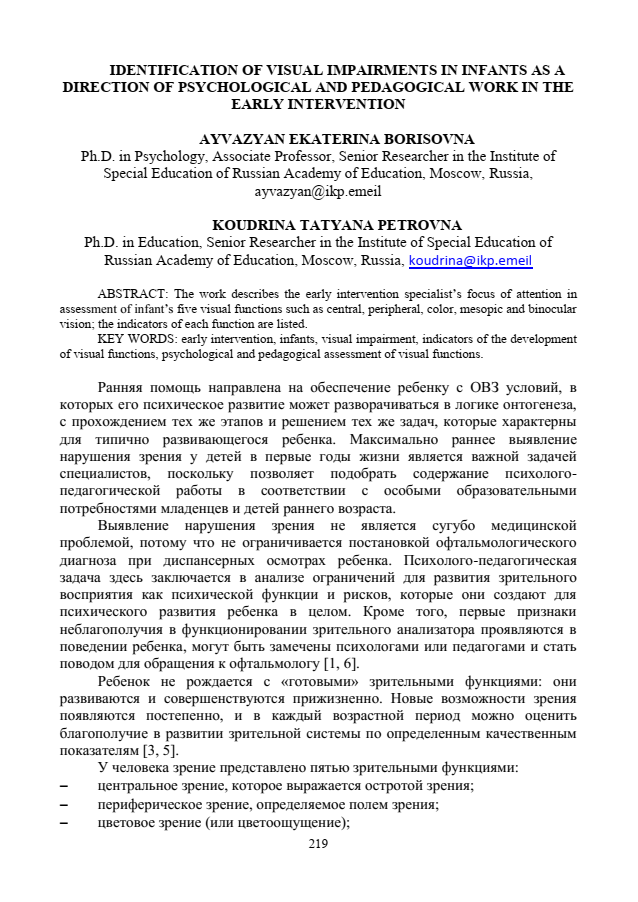 IDENTIFICATION OF VISUAL IMPAIRMENTS IN INFANTS AS A
DIRECTION OF PSYCHOLOGICAL AND PEDAGOGICAL WORK IN THE
EARLY INTERVENTION
AYVAZYAN EKATERINA BORISOVNA
Ph.D. in Psychology, Associate Professor, Senior Researcher in the Institute of
Special Education of Russian Academy of Education, Moscow, Russia,
ayvazyan@ikp.emeil
KOUDRINA TATYANA PETROVNA
Ph.D. in Education, Senior Researcher in the Institute of Special Education of
Russian Academy of Education, Moscow, Russia, koudrina@ikp.emeil
ABSTRACT: The work describes the early intervention specialist’s focus of attention in
assessment of infant’s five visual functions such as central, peripheral, color, mesopic and binocular
vision; the indicators of each function are listed.
KEY WORDS: early intervention, infants, visual impairment, indicators of the development
of visual functions, psychological and pedagogical assessment of visual functions.
Ранняя помощь направлена на обеспечение ребенку с ОВЗ условий, в
которых его психическое развитие может разворачиваться в логике онтогенеза,
с прохождением тех же этапов и решением тех же задач, которые характерны
для типично развивающегося ребенка. Максимально раннее выявление
нарушения зрения у детей в первые годы жизни является важной задачей
специалистов, поскольку позволяет подобрать содержание психолого-
педагогической работы в соответствии с особыми образовательными
потребностями младенцев и детей раннего возраста.
Выявление нарушения зрения не является сугубо медицинской
проблемой, потому что не ограничивается постановкой офтальмологического
диагноза при диспансерных осмотрах ребенка. Психолого-педагогическая
задача здесь заключается в анализе ограничений для развития зрительного
восприятия как психической функции и рисков, которые они создают для
психического развития ребенка в целом. Кроме того, первые признаки
неблагополучия в функционировании зрительного анализатора проявляются в
поведении ребенка, могут быть замечены психологами или педагогами и стать
поводом для обращения к офтальмологу [1, 6].
Ребенок не рождается с «готовыми» зрительными функциями: они
развиваются и совершенствуются прижизненно. Новые возможности зрения
появляются постепенно, и в каждый возрастной период можно оценить
благополучие в развитии зрительной системы по определенным качественным
показателям [3, 5].
У человека зрение представлено пятью зрительными функциями:
– центральное зрение, которое выражается остротой зрения;
– периферическое зрение, определяемое полем зрения;
– цветовое зрение (или цветоощущение);
219